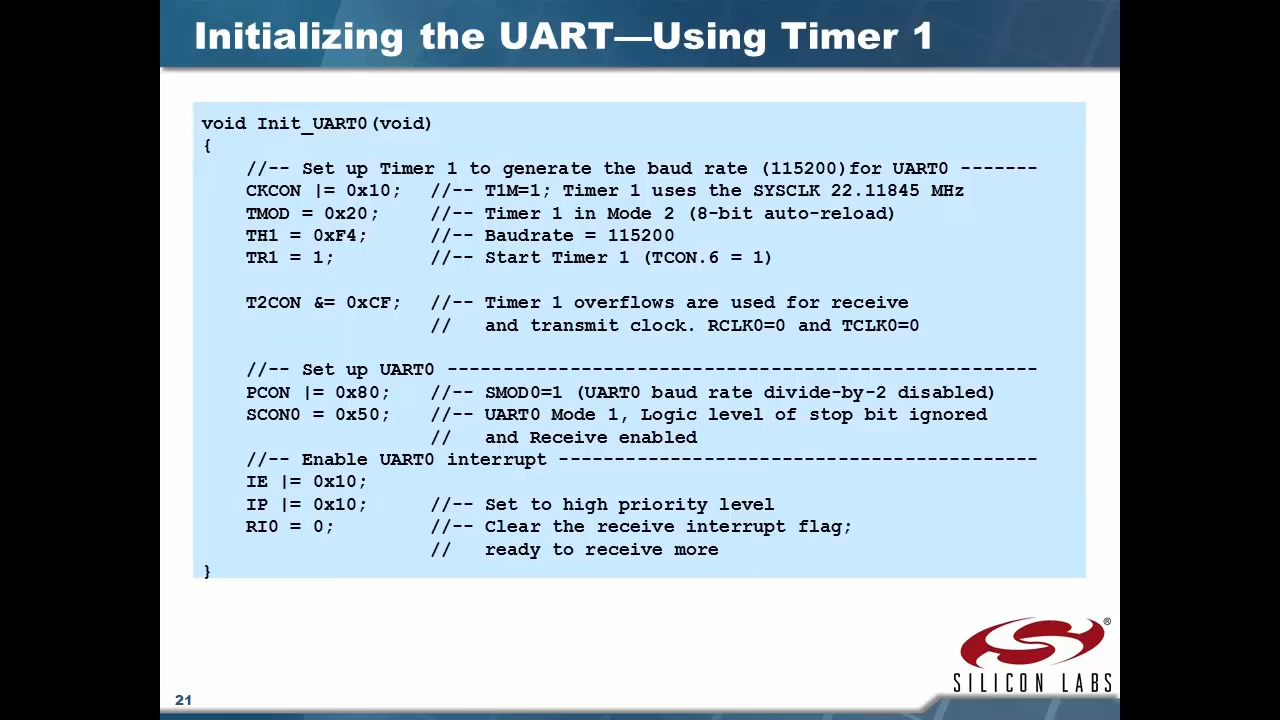 Initializing the UART—Using Timer 1
void Init_UART0(void)
{
//-- Set up Timer 1 to generate the baud rate (115200)for UART0 -------
CKCON |= 0x10; //-- T1M=1; Timer 1 uses the SYSCLK 22.11845 MHz
TMOD = 0x20; //-- Timer 1 in Mode 2 (8-bit auto-reload)
TH1 = 0xF4; //-- Baudrate = 115200
TR1 = 1; //-- Start Timer 1 (TCON.6 = 1)
T2CON &= 0xCF; //-- Timer 1 overflows are used for receive
// and transmit clock. RCLK0=0 and TCLK0=0
//-- Set up UART0 -----------------------------------------------------
PCON |= 0x80; //-- SMOD0=1 (UART0 baud rate divide-by-2 disabled)
SCON0 = 0x50; //-- UART0 Mode 1, Logic level of stop bit ignored
// and Receive enabled
//-- Enable UART0 interrupt -------------------------------------------
IE |= 0x10;
IP |= 0x10; //-- Set to high priority level
RI0 = 0; //-- Clear the receive interrupt flag;
// ready to receive more
}
®
SILICON LABS
21